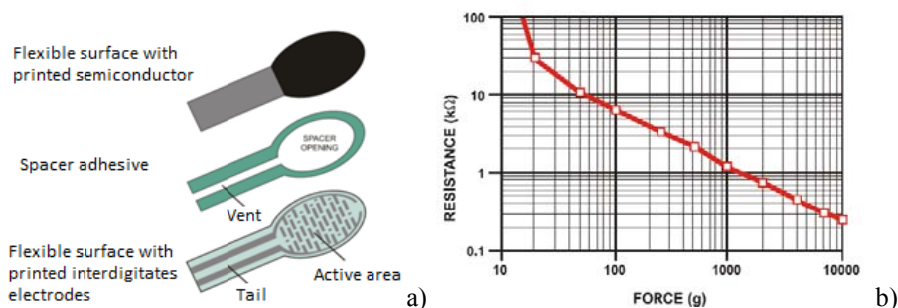 Flexible surface with
printed semiconductor
SPACER
OPENING
Spacer adhesive
Vent
Flexible surface with
printed interdigitates
electrodes
Tail
Active area
a)
RESISTANCE (kΩ)
100
10
1
0.1
10
100
1000
10000
FORCE (g)
b)